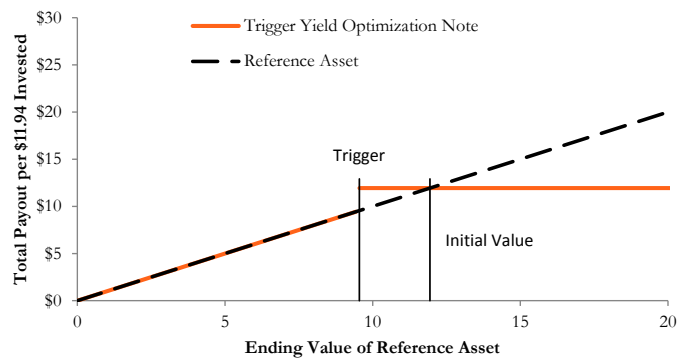 Trigger Yield Optimization Note
Reference Asset
Total Payout per $11.94 Invested
$30
$25
$20
$15
$10
$5
$0
Trigger
Initial Value
0 5 10 15 20
Ending Value of Reference Asset